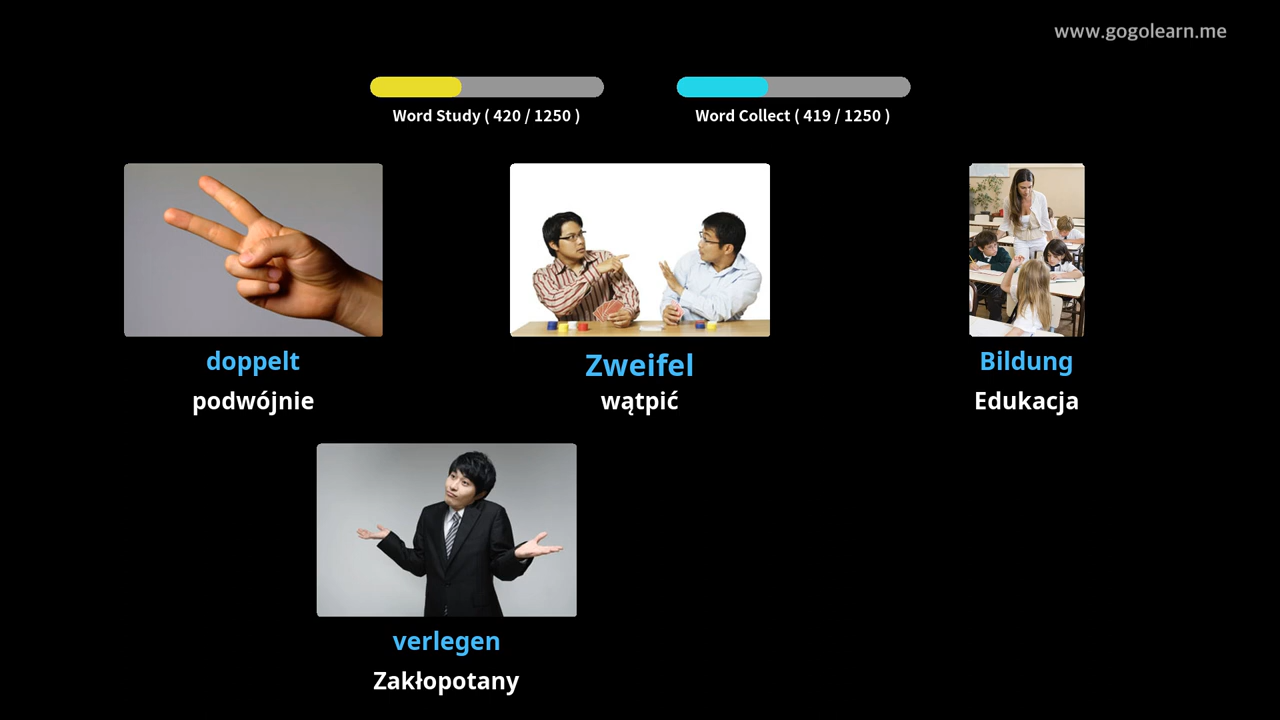 www.gogolearn.me
Word Study ( 420 / 1250 )
Word Collect ( 419 / 1250 )
doppelt
podwójnie
Zweifel
wątpić
Bildung
Edukacja
verlegen
Zakłopotany